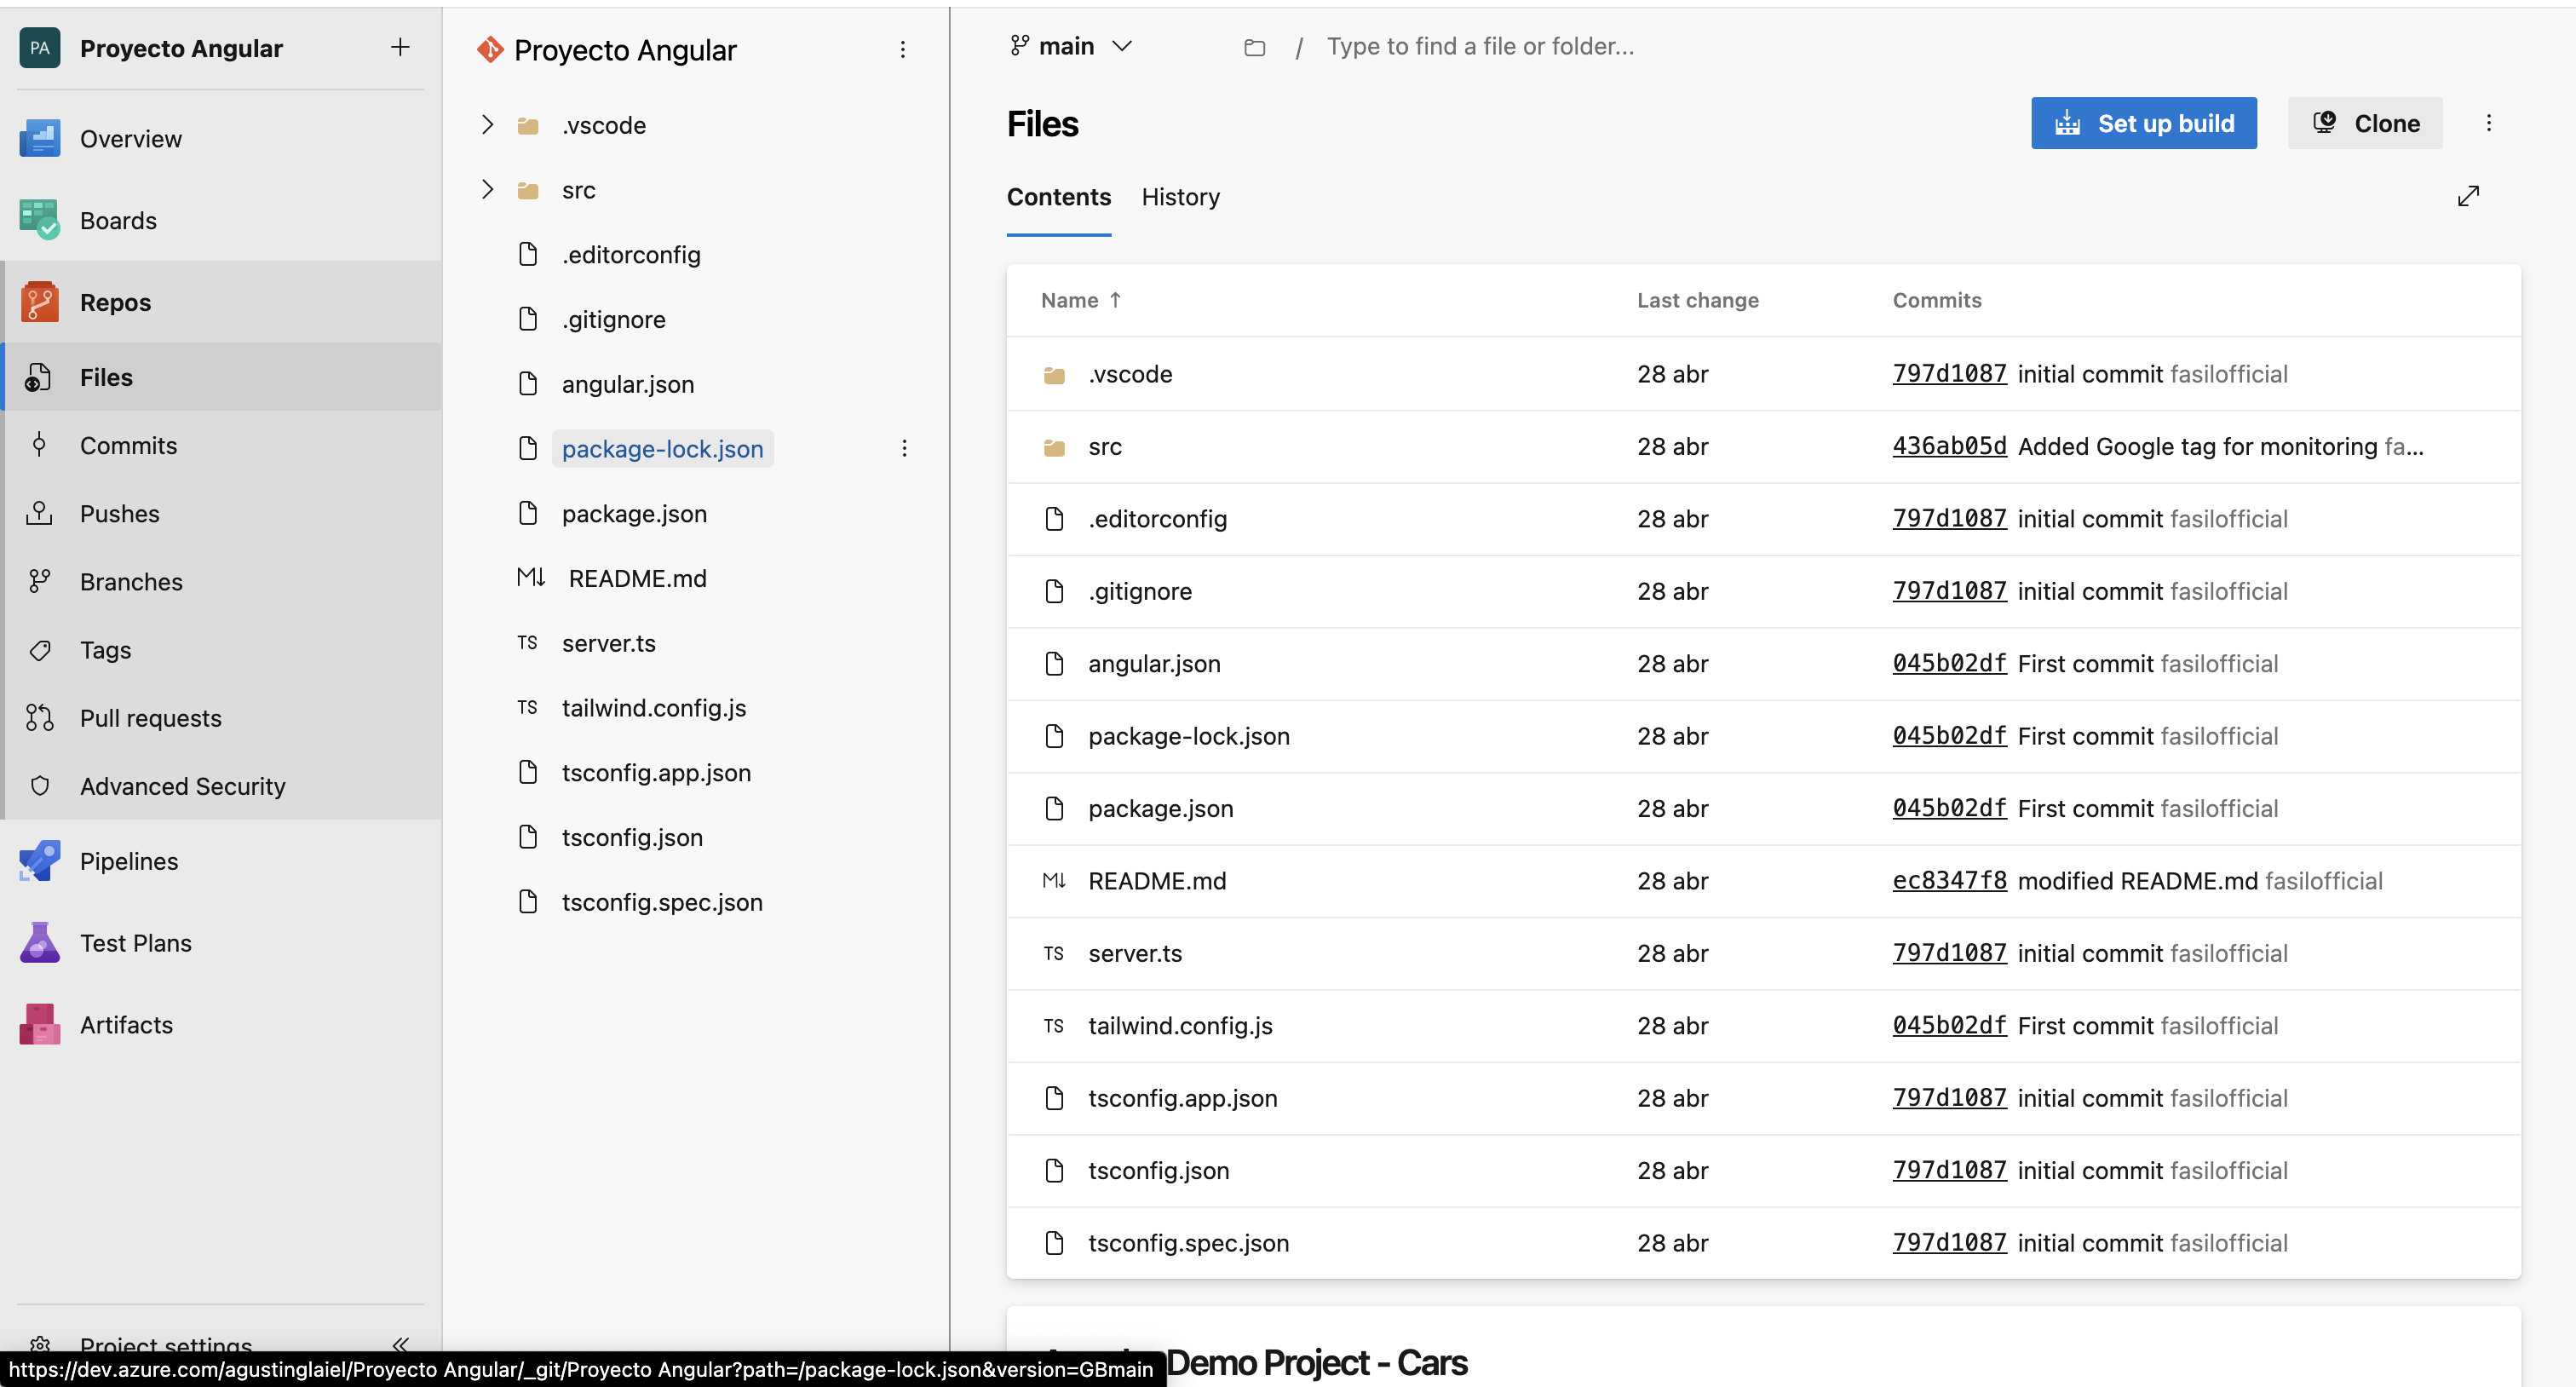 PA Proyecto Angular
Overview
Boards
Repos
Files
Commits
Pushes
Branches
Tags
Pull requests
Advanced Security
Pipelines
Test Plans
Artifacts
Project settings
Proyecto Angular
.vscode
src
.editorconfig
.gitignore
angular.json
package-lock.json
package.json
M↓ README.md
TS server.ts
TS tailwind.config.js
tsconfig.app.json
tsconfig.json
tsconfig.spec.json
main / Type to find a file or folder...
Files
Set up build
Clone
Contents History
Name ↑ Last change Commits
.vscode 28 abr 797d1087 initial commit fasilofficial
src 28 abr 436ab05d Added Google tag for monitoring fa...
.editorconfig 28 abr 797d1087 initial commit fasilofficial
.gitignore 28 abr 797d1087 initial commit fasilofficial
angular.json 28 abr 045b02df First commit fasilofficial
package-lock.json 28 abr 045b02df First commit fasilofficial
package.json 28 abr 045b02df First commit fasilofficial
M↓ README.md 28 abr ec8347f8 modified README.md fasilofficial
TS server.ts 28 abr 797d1087 initial commit fasilofficial
TS tailwind.config.js 28 abr 045b02df First commit fasilofficial
tsconfig.app.json 28 abr 797d1087 initial commit fasilofficial
tsconfig.json 28 abr 797d1087 initial commit fasilofficial
tsconfig.spec.json 28 abr 797d1087 initial commit fasilofficial
Demo Project - Cars
https://dev.azure.com/agustinglaiel/Proyecto Angular/_git/Proyecto Angular?path=/package-lock.json&version=GBmain